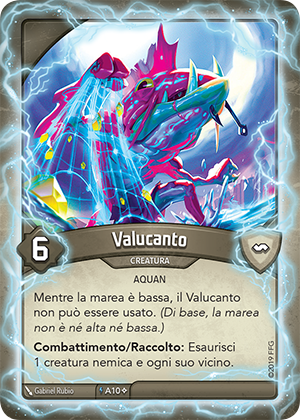 Valucanto
6
CREATURA
AQUAN
Mentre la marea è bassa, il Valucanto
non può essere usato. (Di base, la marea
non è né alta né bassa.)
Combattimento/Raccolto: Esaurisci
1 creatura nemica e ogni suo vicino.
©2019 FFG
Gabriel Rubio
A10